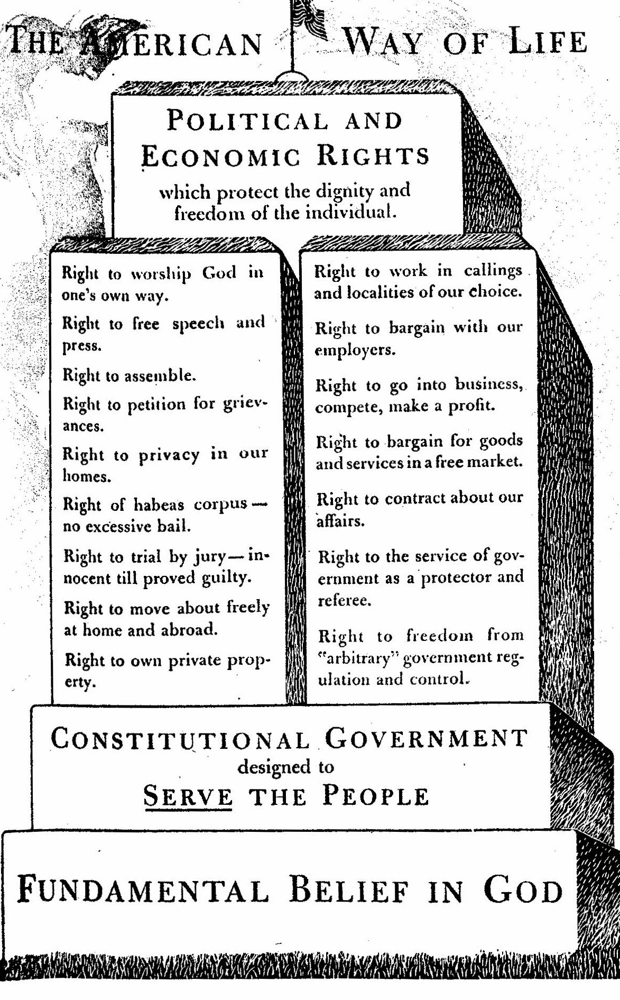 THE AMERICAN WAY OF LIFE
POLITICAL AND
ECONOMIC RIGHTS
which protect the dignity and
freedom of the individual.
Right to worship God in
one's own way.
Right to free speech and
press.
Right to assemble.
Right to petition for griev-
ances.
Right to privacy in our
homes.
Right of habeas corpus —
no excessive bail.
Right to trial by jury — in-
nocent till proved guilty.
Right to move about freely
at home and abroad.
Right to own private prop-
erty.
Right to work in callings
and localities of our choice.
Right to bargain with our
employers.
Right to go into business,
compete, make a profit.
Right to bargain for goods
and services in a free market.
Right to contract about our
affairs.
Right to the service of gov-
ernment as a protector and
referee.
Right to freedom from
"arbitrary" government reg-
ulation and control.
CONSTITUTIONAL GOVERNMENT
designed to
SERVE THE PEOPLE
FUNDAMENTAL BELIEF IN GOD